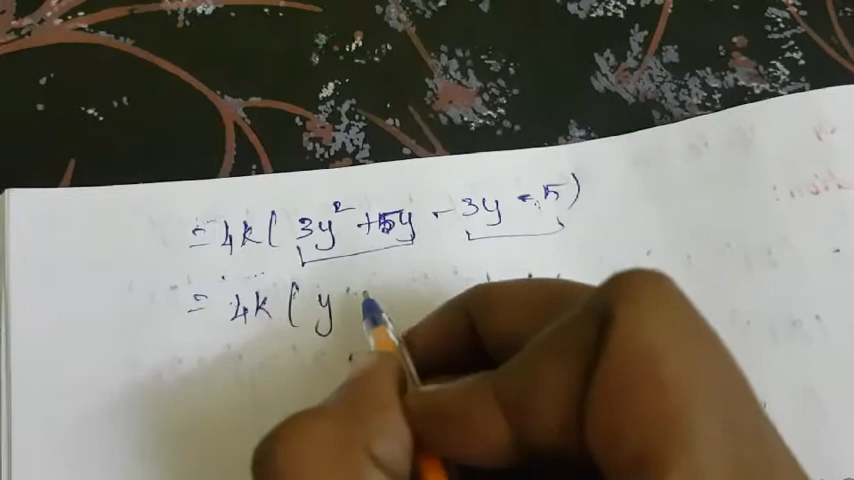 = 4k ( 3y² + 5y - 3y - 5 )
= 4k ( y